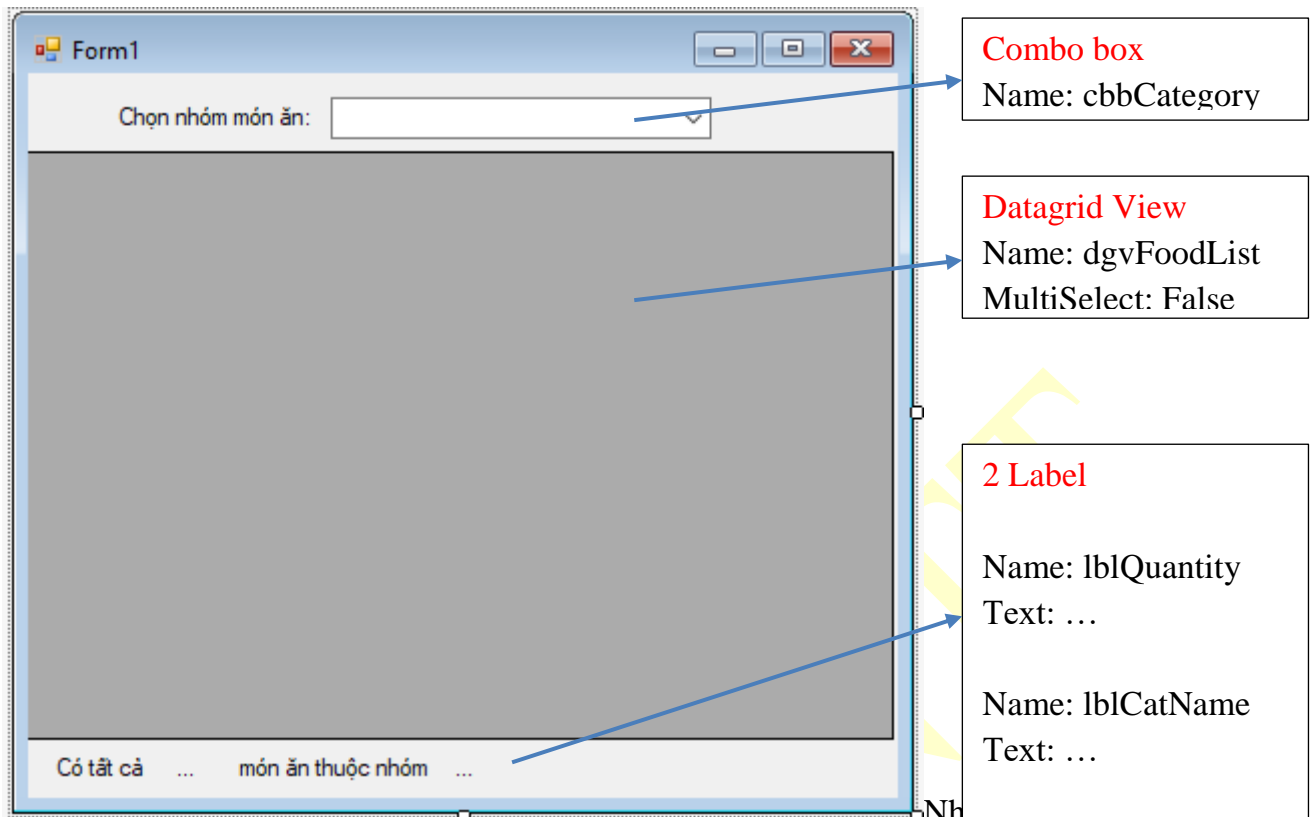 Form1
Chọn nhóm món ăn:
Có tất cả ... món ăn thuộc nhóm ...
Combo box
Name: cbbCategory
Datagrid View
Name: dgvFoodList
MultiSelect: False
2 Label
Name: lblQuantity
Text: …
Name: lblCatName
Text: …
Nh